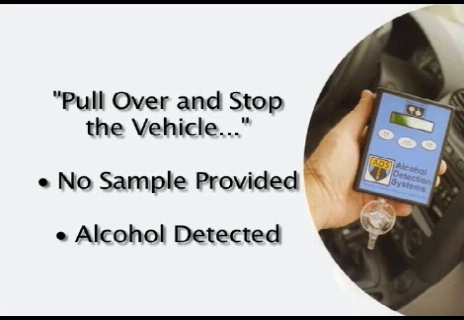 "Pull Over and Stop
the Vehicle..."
• No Sample Provided
• Alcohol Detected
ADS
Alcohol
Detection
Systems